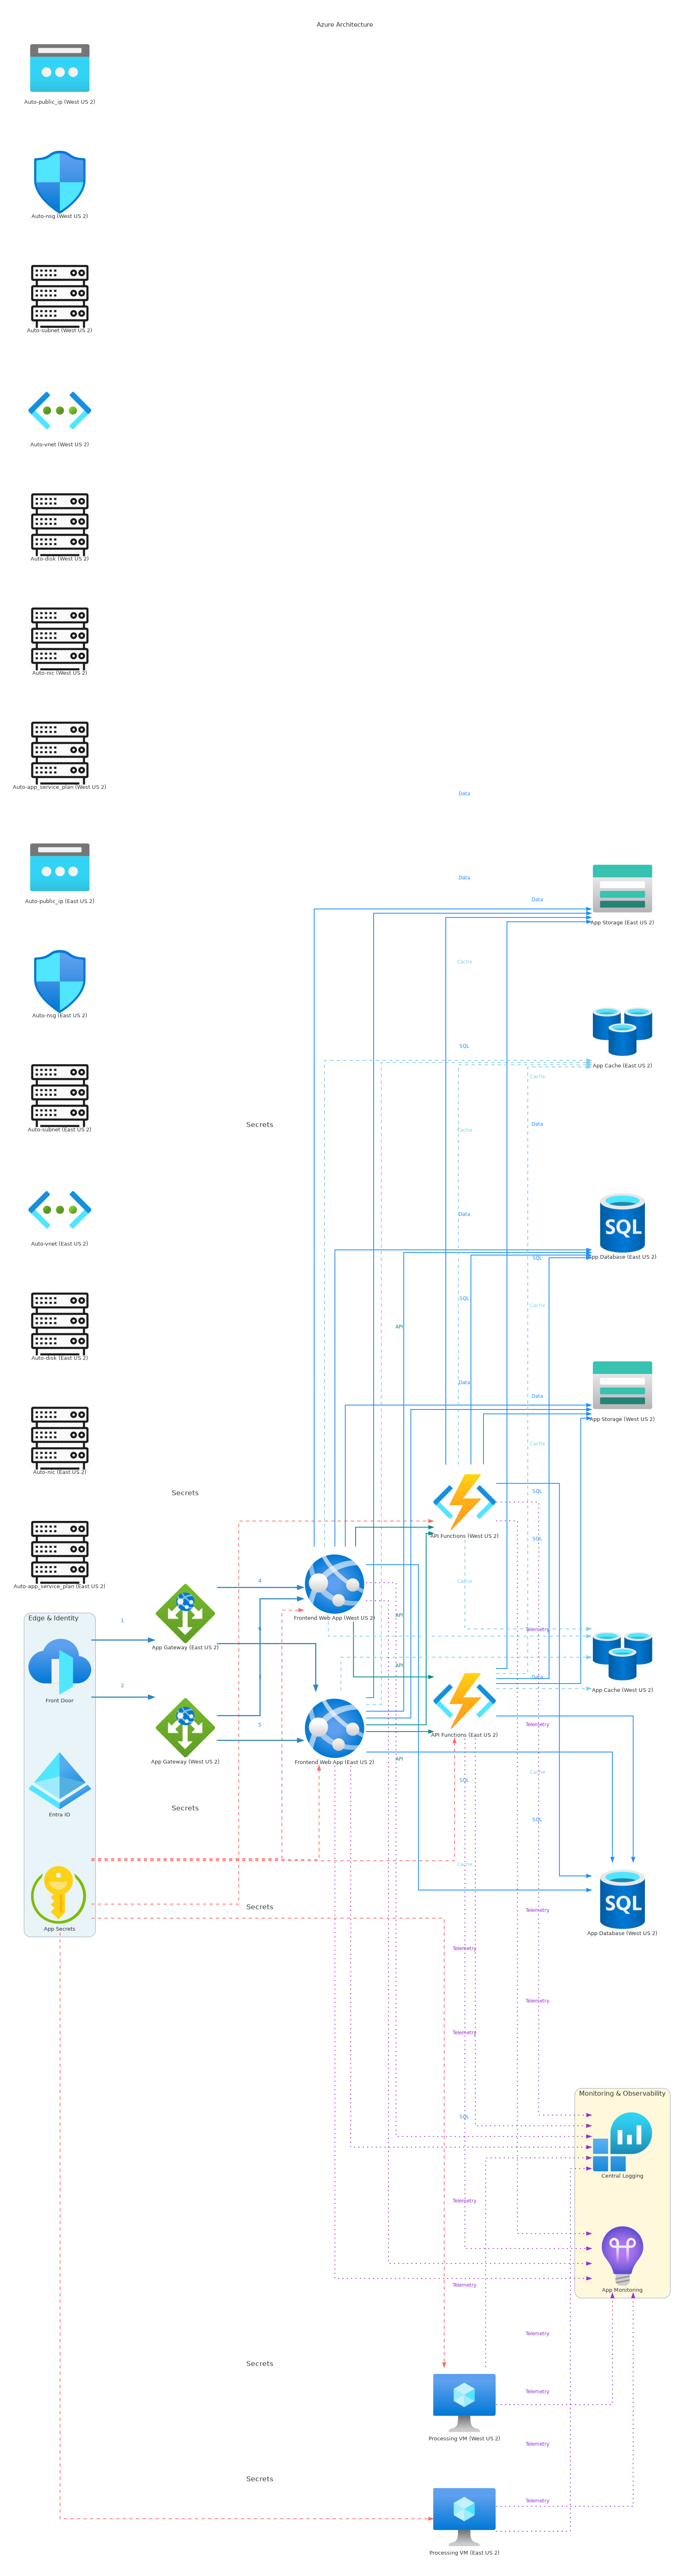 Azure Architecture
Auto-public_ip (West US 2)
Auto-nsg (West US 2)
Auto-subnet (West US 2)
Auto-vnet (West US 2)
Auto-disk (West US 2)
Auto-nic (West US 2)
Auto-app_service_plan (West US 2)
Data
Data
Auto-public_ip (East US 2)
Data
App Storage (East US 2)
Cache
Auto-nsg (East US 2)
SQL
App Cache (East US 2)
Cache
Secrets
Data
Auto-subnet (East US 2)
Cache
Data
Auto-vnet (East US 2)
App Database (East US 2)
SQL
SQL
Cache
API
Auto-disk (East US 2)
Data
Data
App Storage (West US 2)
Cache
Auto-nic (East US 2)
Secrets
SQL
API Functions (West US 2)
SQL
4
Cache
Auto-app_service_plan (East US 2)
API
Edge & Identity
Frontend Web App (West US 2)
1
6
Telemetry
App Gateway (East US 2)
API
3
Data
2
App Cache (West US 2)
Front Door
5
Telemetry
API Functions (East US 2)
App Gateway (West US 2)
Frontend Web App (East US 2)
API
Cache
SQL
Secrets
Entra ID
SQL
Cache
Secrets
Telemetry
App Secrets
App Database (West US 2)
Telemetry
Telemetry
Telemetry
Monitoring & Observability
SQL
Central Logging
Telemetry
Telemetry
App Monitoring
Telemetry
Secrets
Telemetry
Processing VM (West US 2)
Telemetry
Secrets
Telemetry
Processing VM (East US 2)